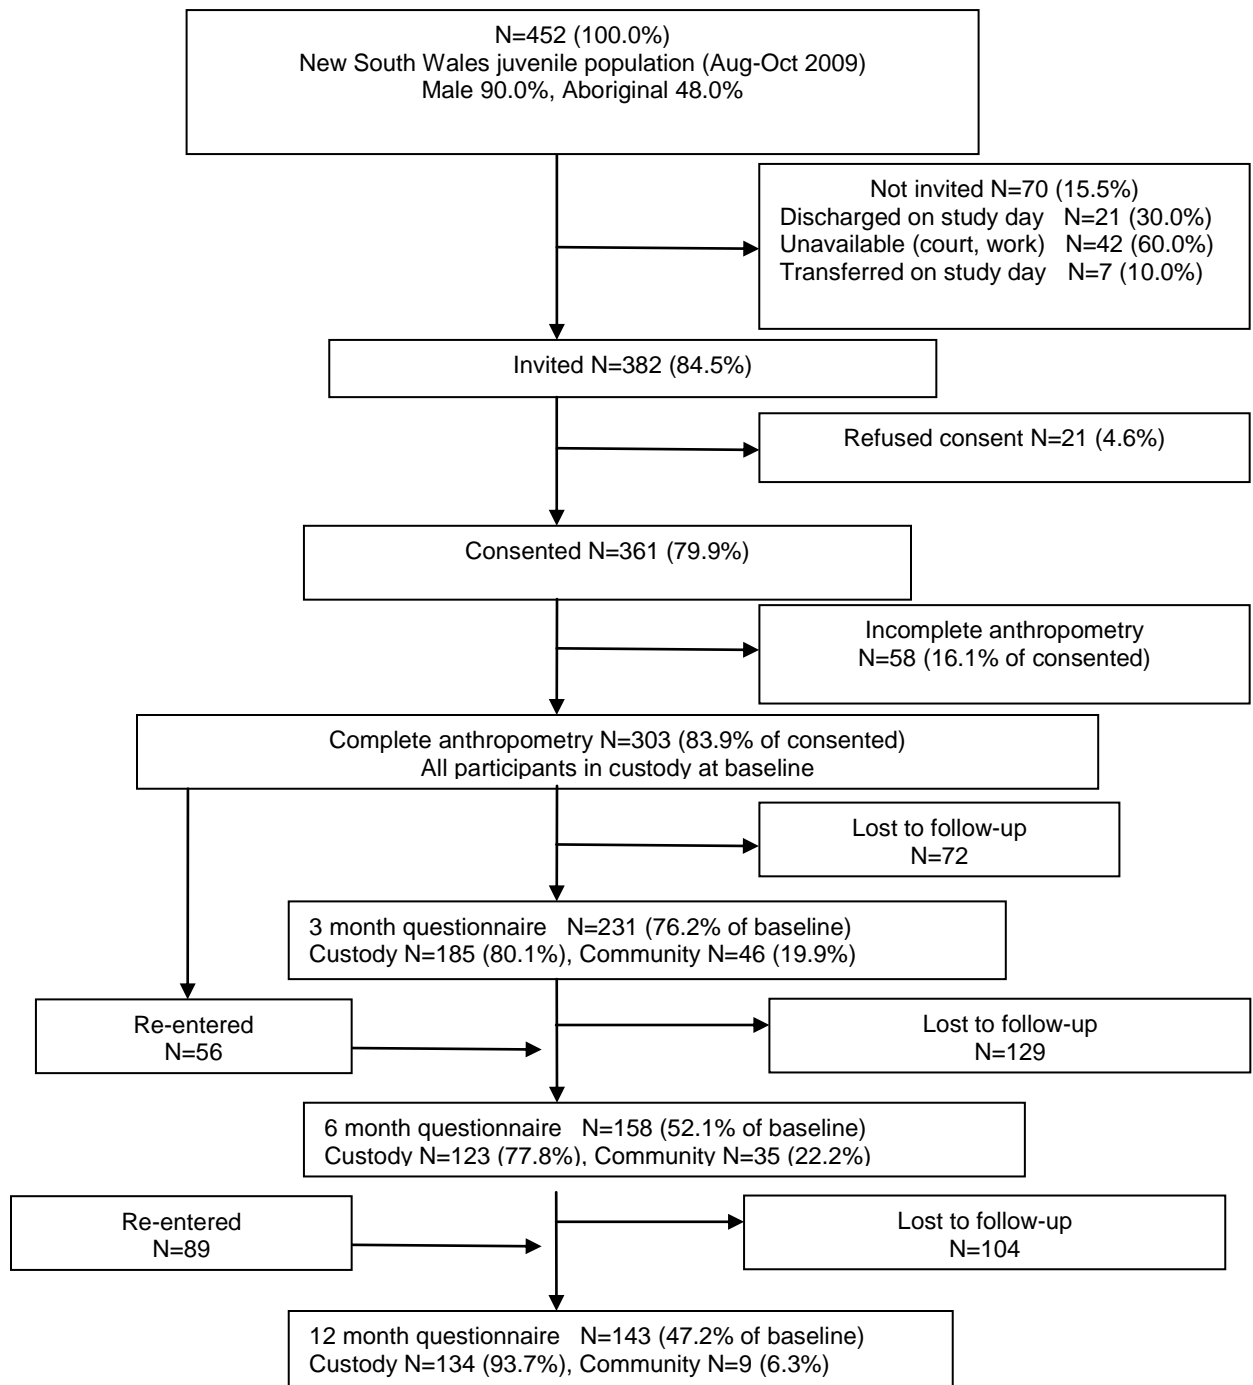 N=452 (100.0%)
New South Wales juvenile population (Aug-Oct 2009)
Male 90.0%, Aboriginal 48.0%
Not invited N=70 (15.5%)
Discharged on study day N=21 (30.0%)
Unavailable (court, work) N=42 (60.0%)
Transferred on study day N=7 (10.0%)
Invited N=382 (84.5%)
Refused consent N=21 (4.6%)
Consented N=361 (79.9%)
Incomplete anthropometry
N=58 (16.1% of consented)
Complete anthropometry N=303 (83.9% of consented)
All participants in custody at baseline
Lost to follow-up
N=72
3 month questionnaire N=231 (76.2% of baseline)
Custody N=185 (80.1%), Community N=46 (19.9%)
Re-entered
N=56
Lost to follow-up
N=129
6 month questionnaire N=158 (52.1% of baseline)
Custody N=123 (77.8%), Community N=35 (22.2%)
Re-entered
N=89
Lost to follow-up
N=104
12 month questionnaire N=143 (47.2% of baseline)
Custody N=134 (93.7%), Community N=9 (6.3%)